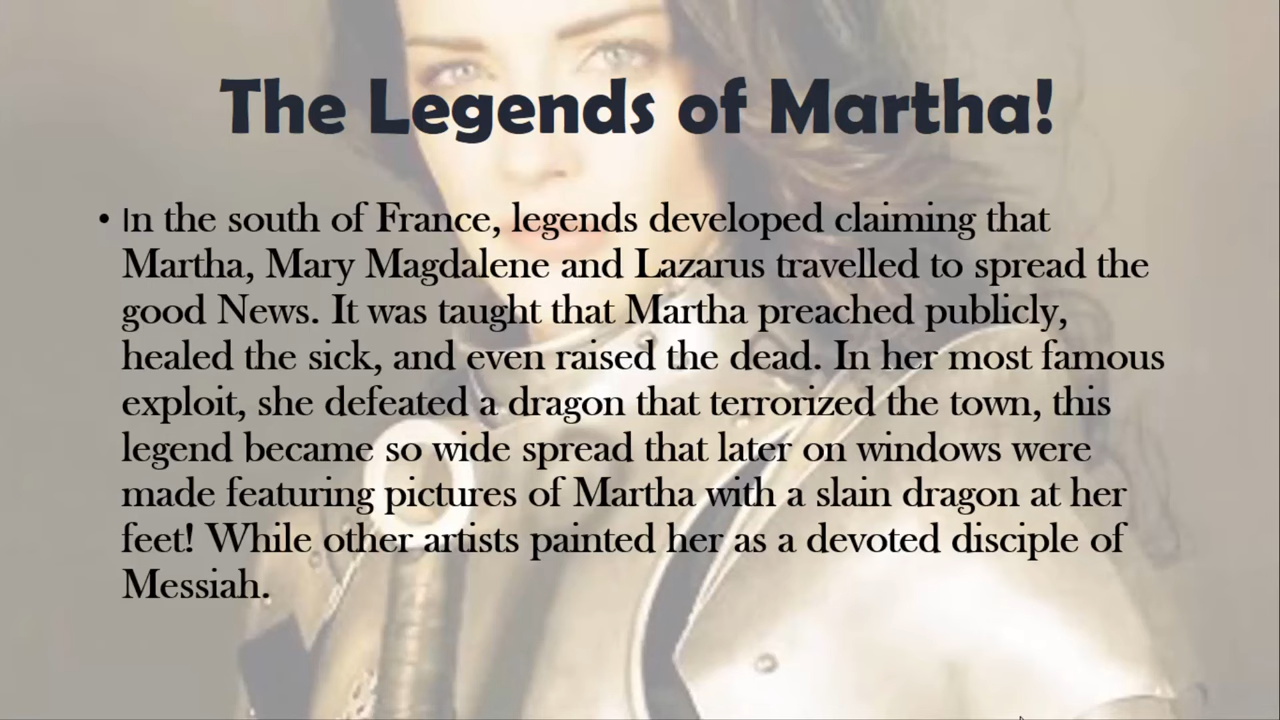 The Legends of Martha!
• In the south of France, legends developed claiming that
Martha, Mary Magdalene and Lazarus travelled to spread the
good News. It was taught that Martha preached publicly,
healed the sick, and even raised the dead. In her most famous
exploit, she defeated a dragon that terrorized the town, this
legend became so wide spread that later on windows were
made featuring pictures of Martha with a slain dragon at her
feet! While other artists painted her as a devoted disciple of
Messiah.